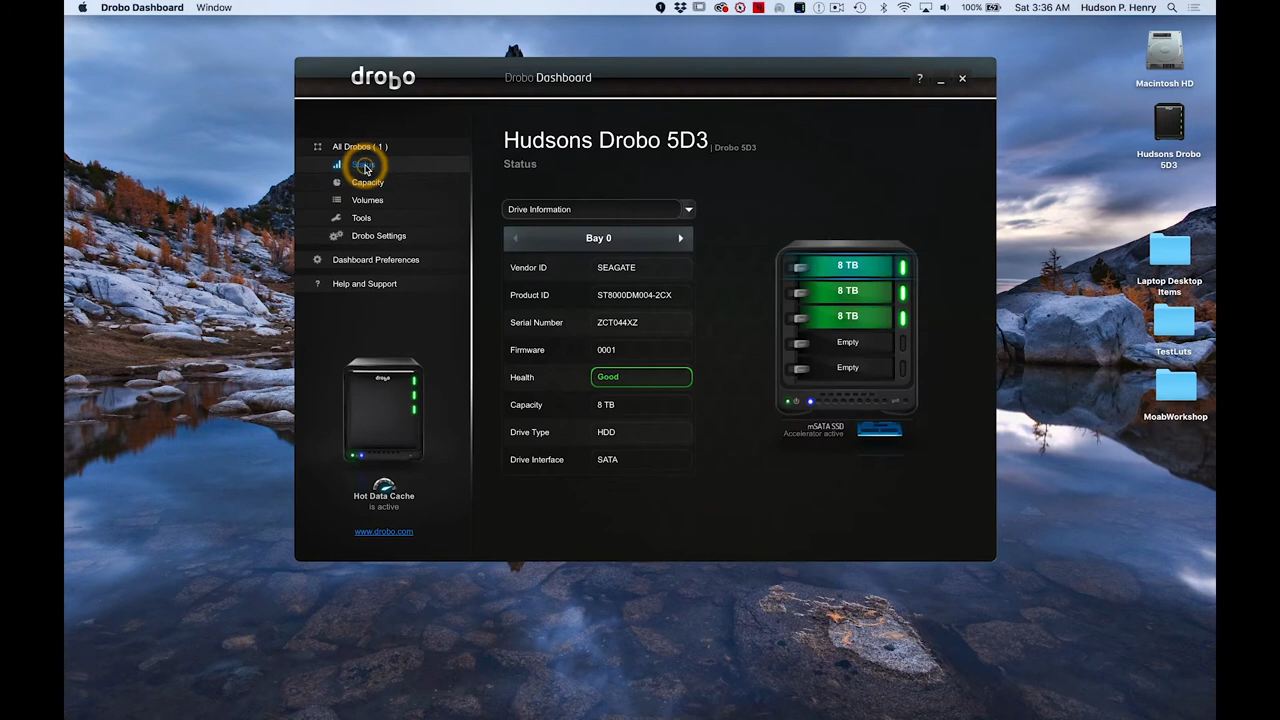 Drobo Dashboard Window 100% Sat 3:36 AM Hudson P. Henry
drobo
Drobo Dashboard
? _ ×
All Drobos ( 1 )
Status
Capacity
Volumes
Tools
Drobo Settings
Dashboard Preferences
? Help and Support
drobo
Hot Data Cache
is active
www.drobo.com
Hudsons Drobo 5D3 | Drobo 5D3
Status
Drive Information
Bay 0
Vendor ID SEAGATE
Product ID ST8000DM004-2CX
Serial Number ZCT044XZ
Firmware 0001
Health Good
Capacity 8 TB
Drive Type HDD
Drive Interface SATA
8 TB
8 TB
8 TB
Empty
Empty
mSATA SSD
Accelerator active
Macintosh HD
Hudsons Drobo
5D3
Laptop Desktop
Items
TestLuts
MoabWorkshop